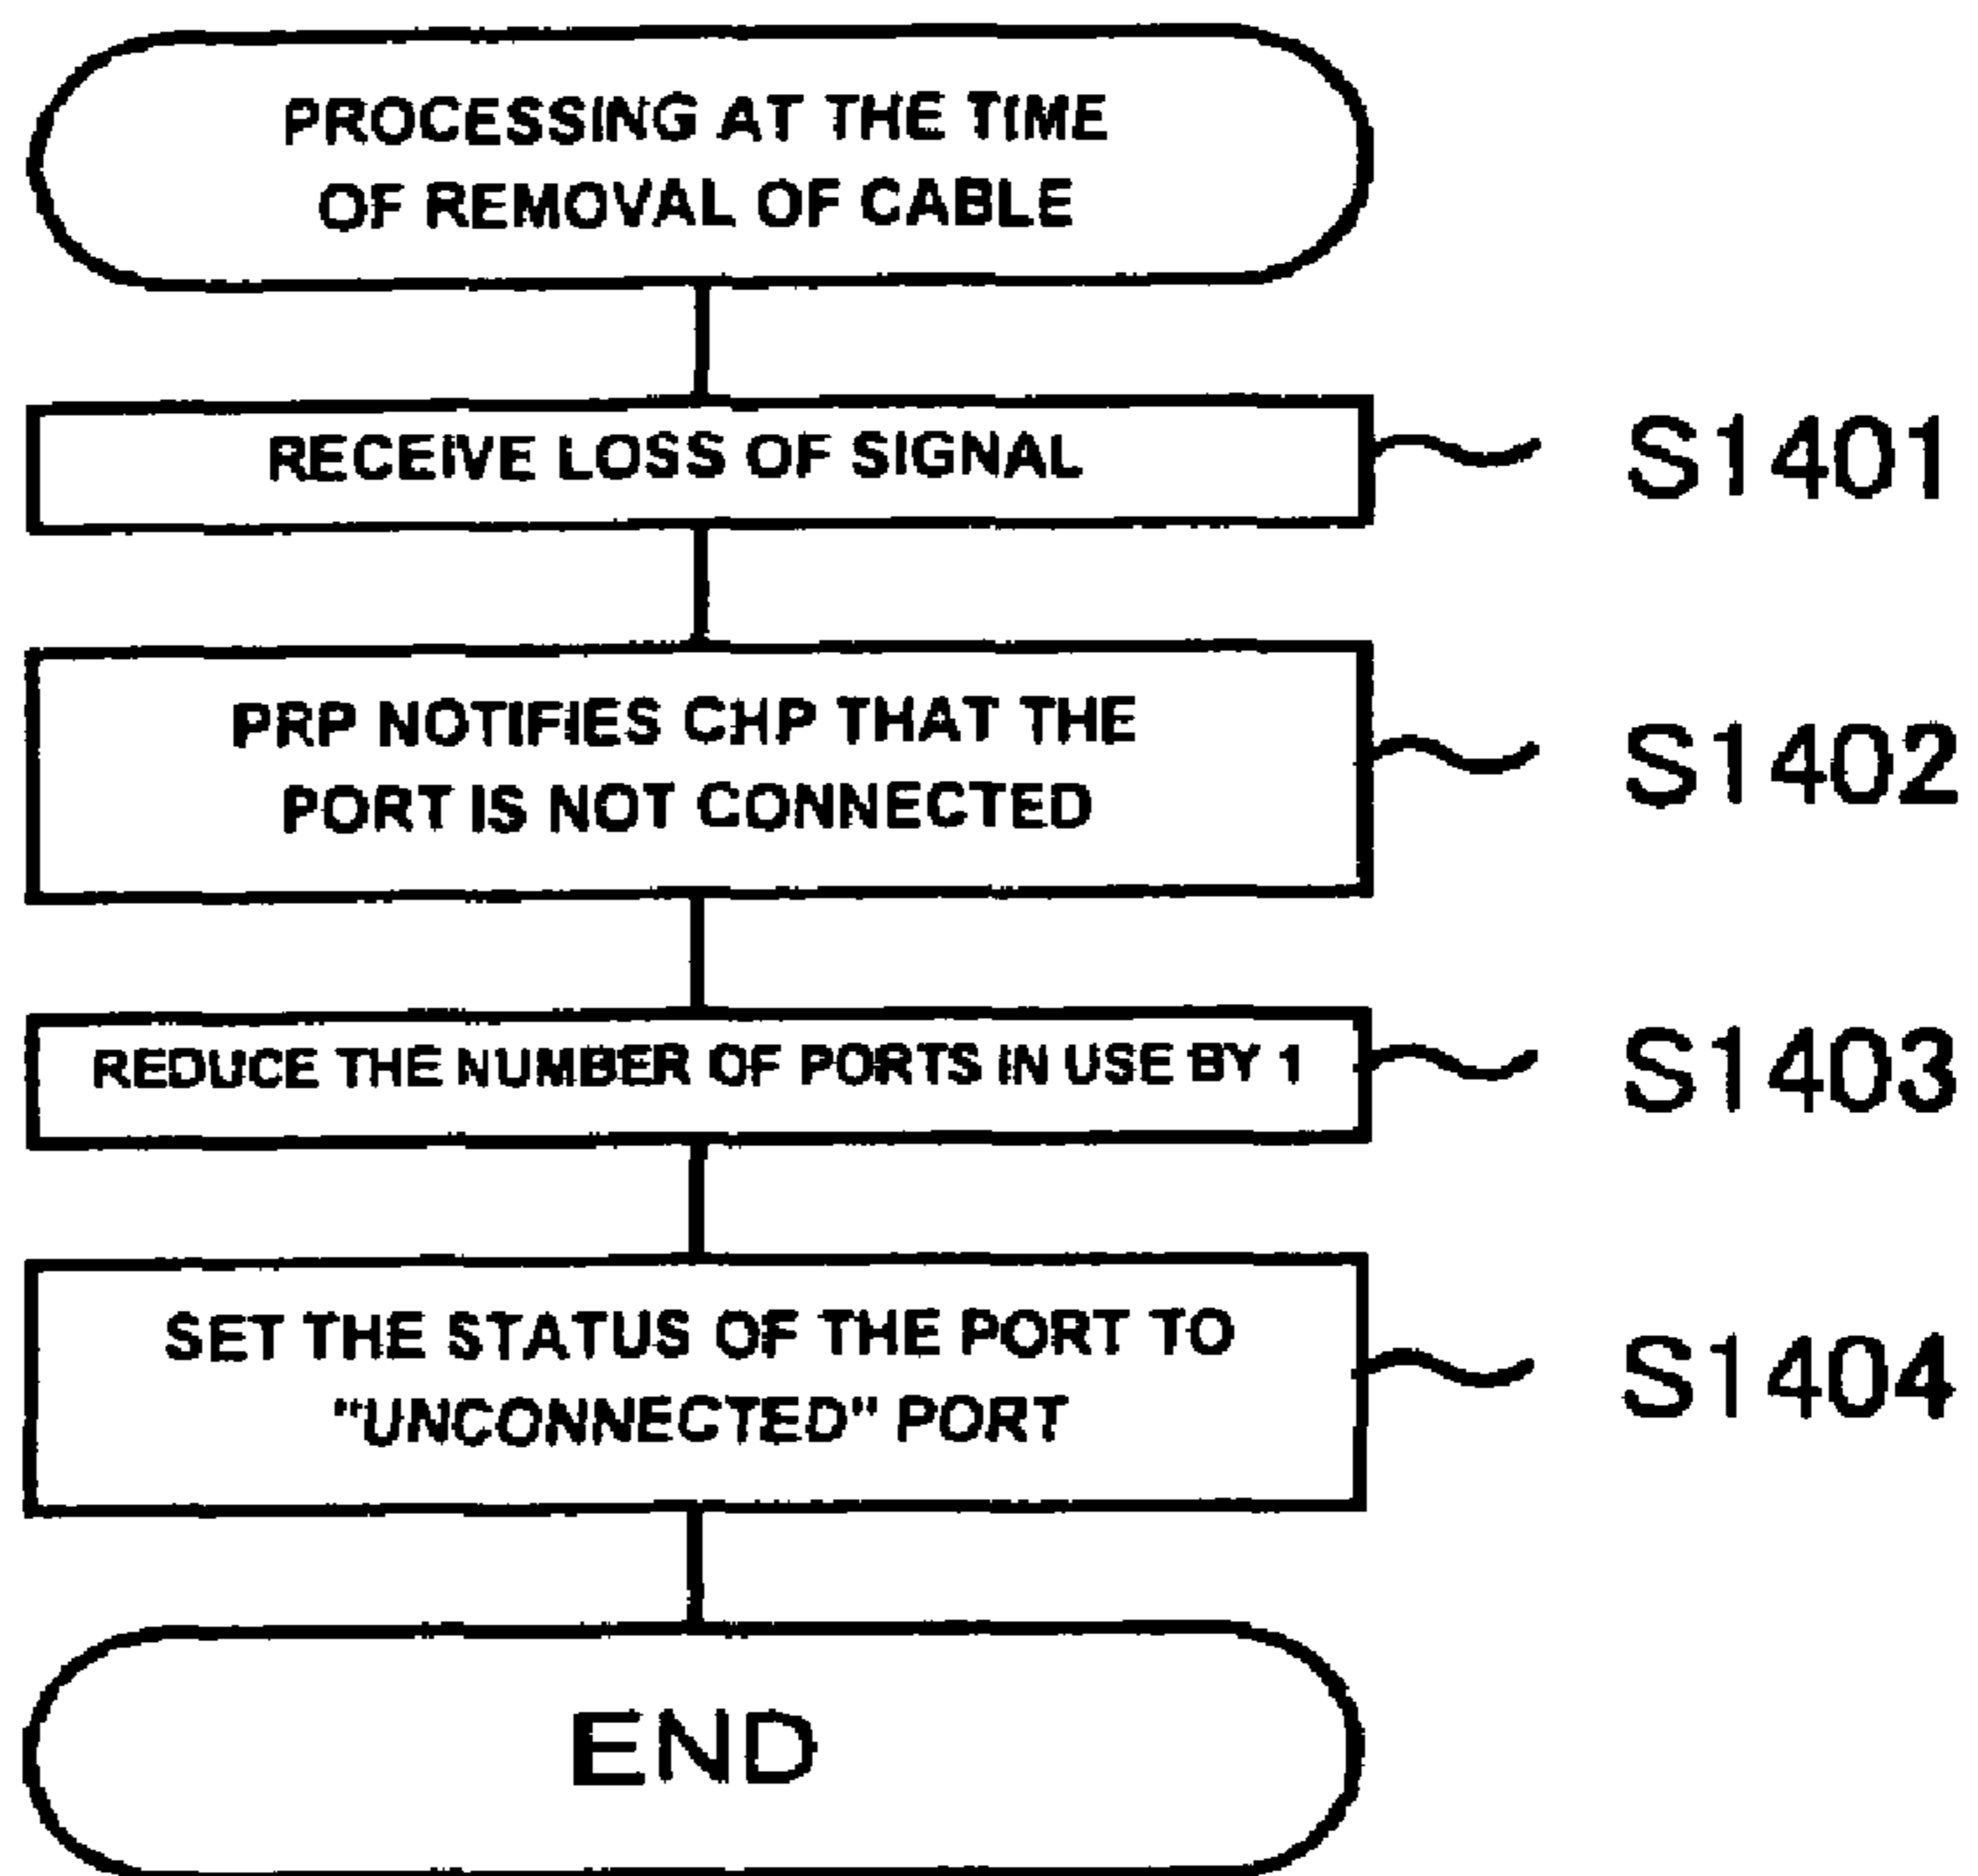 PROCESSING AT THE TIME
OF REMOVAL OF CABLE
RECEIVE LOSS OF SIGNAL
S1401
PRP NOTIFIES CHP THAT THE
PORT IS NOT CONNECTED
S1402
REDUCE THE NUMBER OF PORTS IN USE BY 1
S1403
SET THE STATUS OF THE PORT TO
"UNCONNECTED" PORT
S1404
END